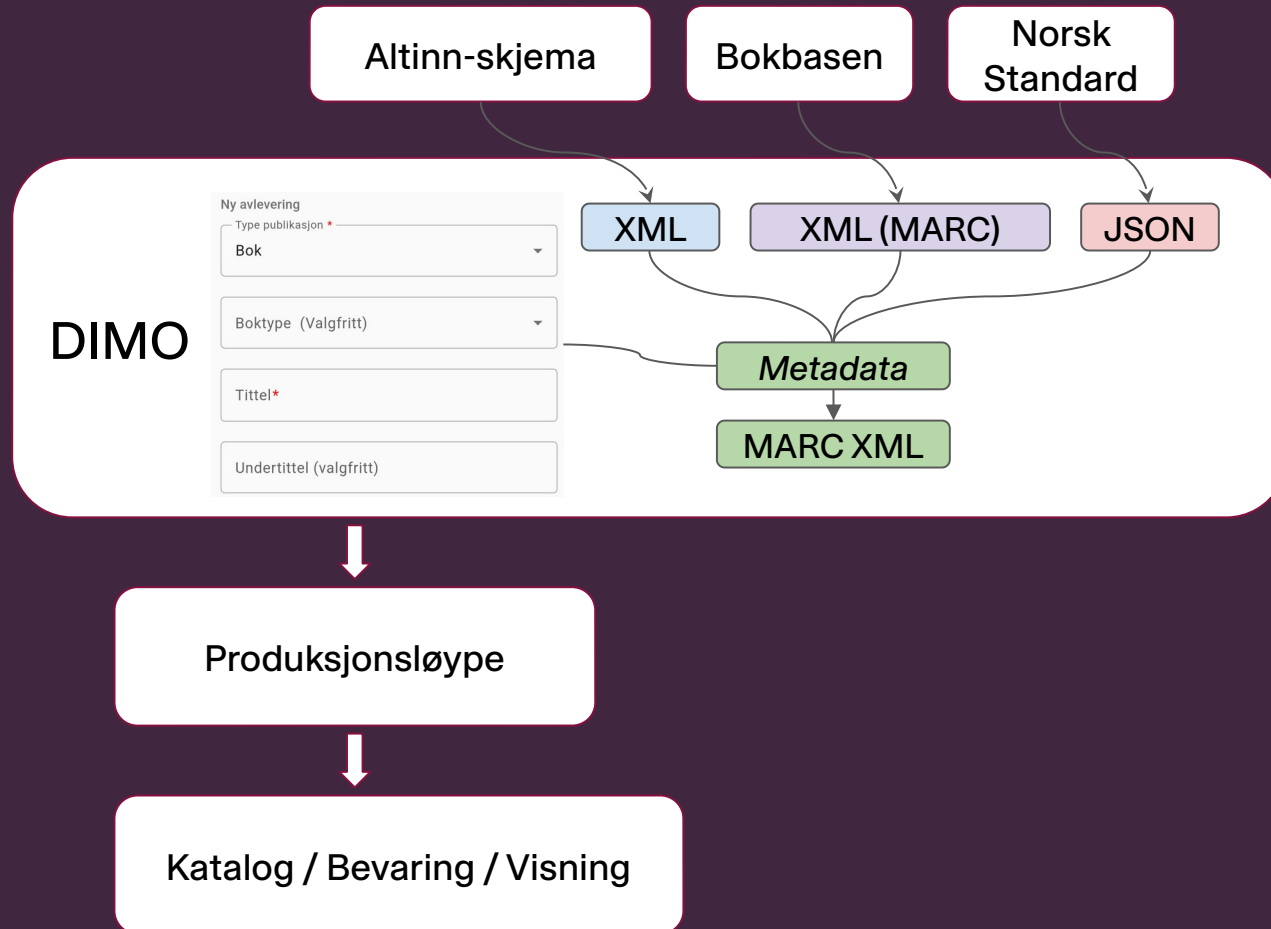 Altinn-skjema
Bokbasen
Norsk
Standard
DIMO
Ny avlevering
Type publikasjon *
Bok
Boktype (Valgfritt)
Tittel*
Undertittel (valgfritt)
XML
XML (MARC)
JSON
Metadata
MARC XML
Produksjonsløype
Katalog / Bevaring / Visning